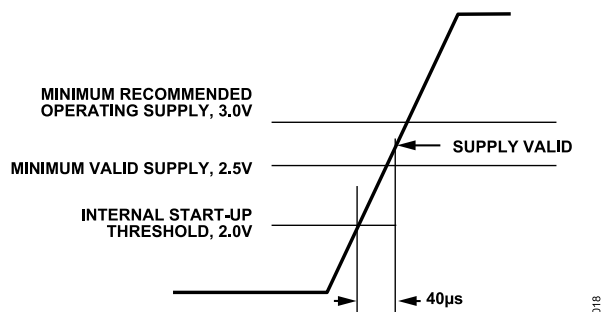 MINIMUM RECOMMENDED
OPERATING SUPPLY, 3.0V
SUPPLY VALID
MINIMUM VALID SUPPLY, 2.5V
INTERNAL START-UP
THRESHOLD, 2.0V
40µs
018